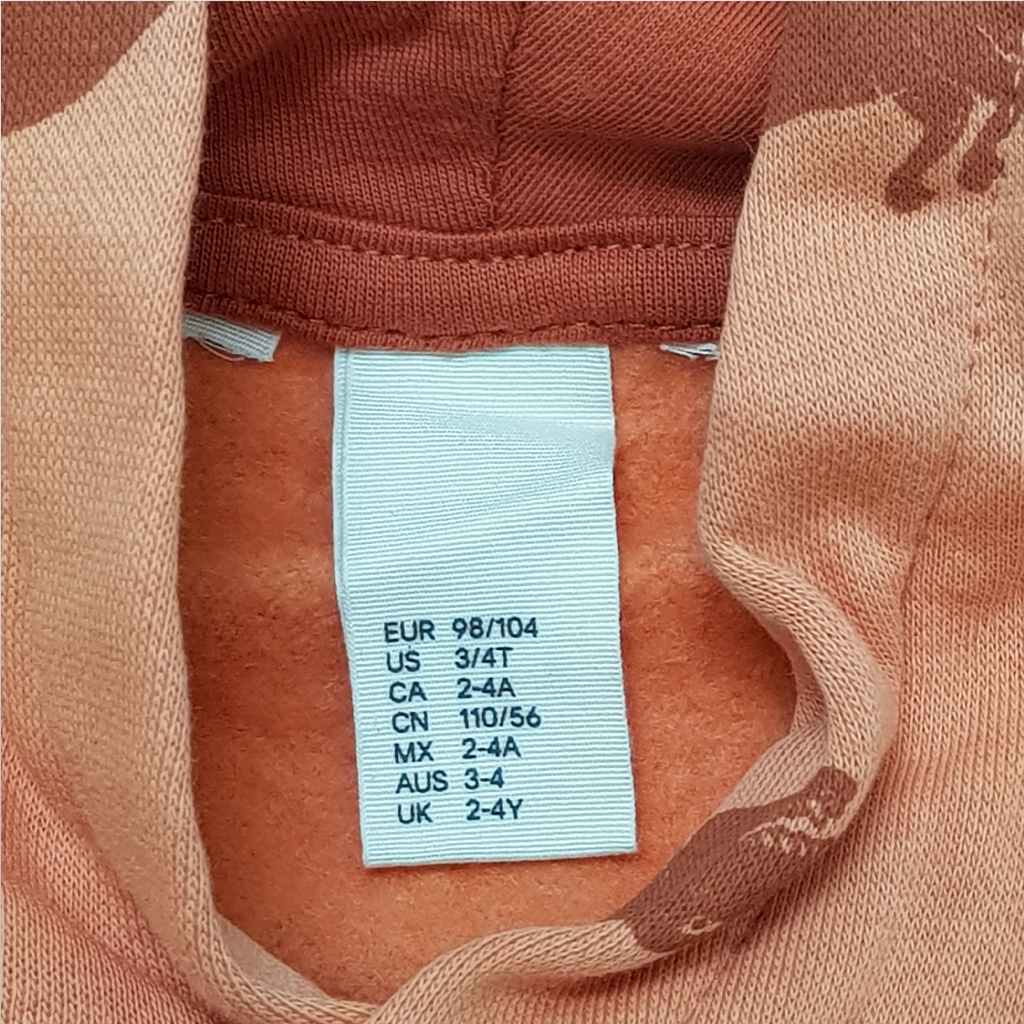 EUR 98/104
US 3/4T
CA 2-4A
CN 110/56
MX 2-4A
AUS 3-4
UK 2-4Y